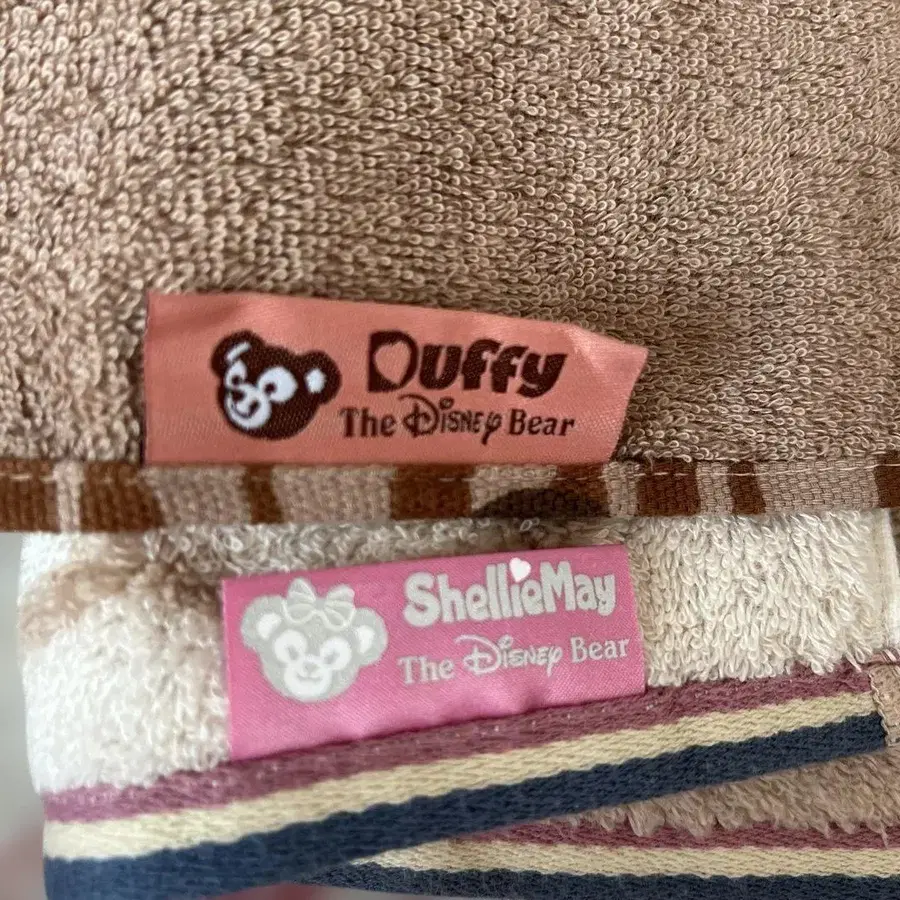 Duffy
The Disney Bear
ShellieMay
The Disney Bear